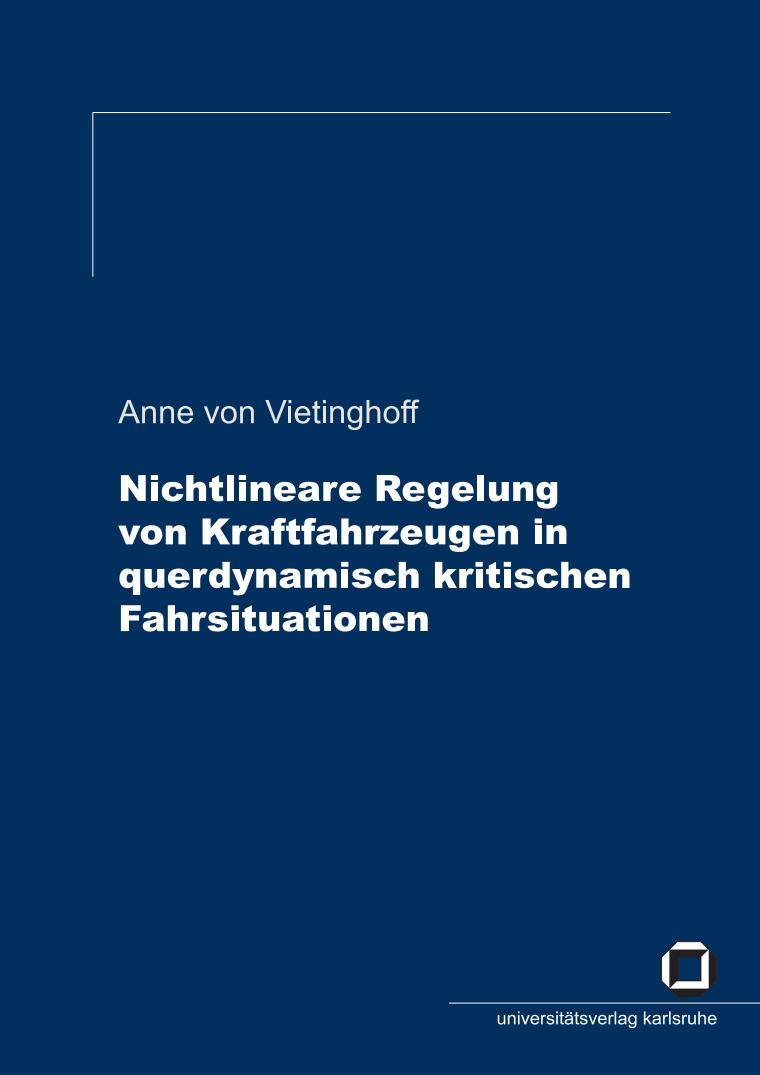 Anne von Vietinghoff
Nichtlineare Regelung
von Kraftfahrzeugen in
querdynamisch kritischen
Fahrsituationen
universitätsverlag karlsruhe